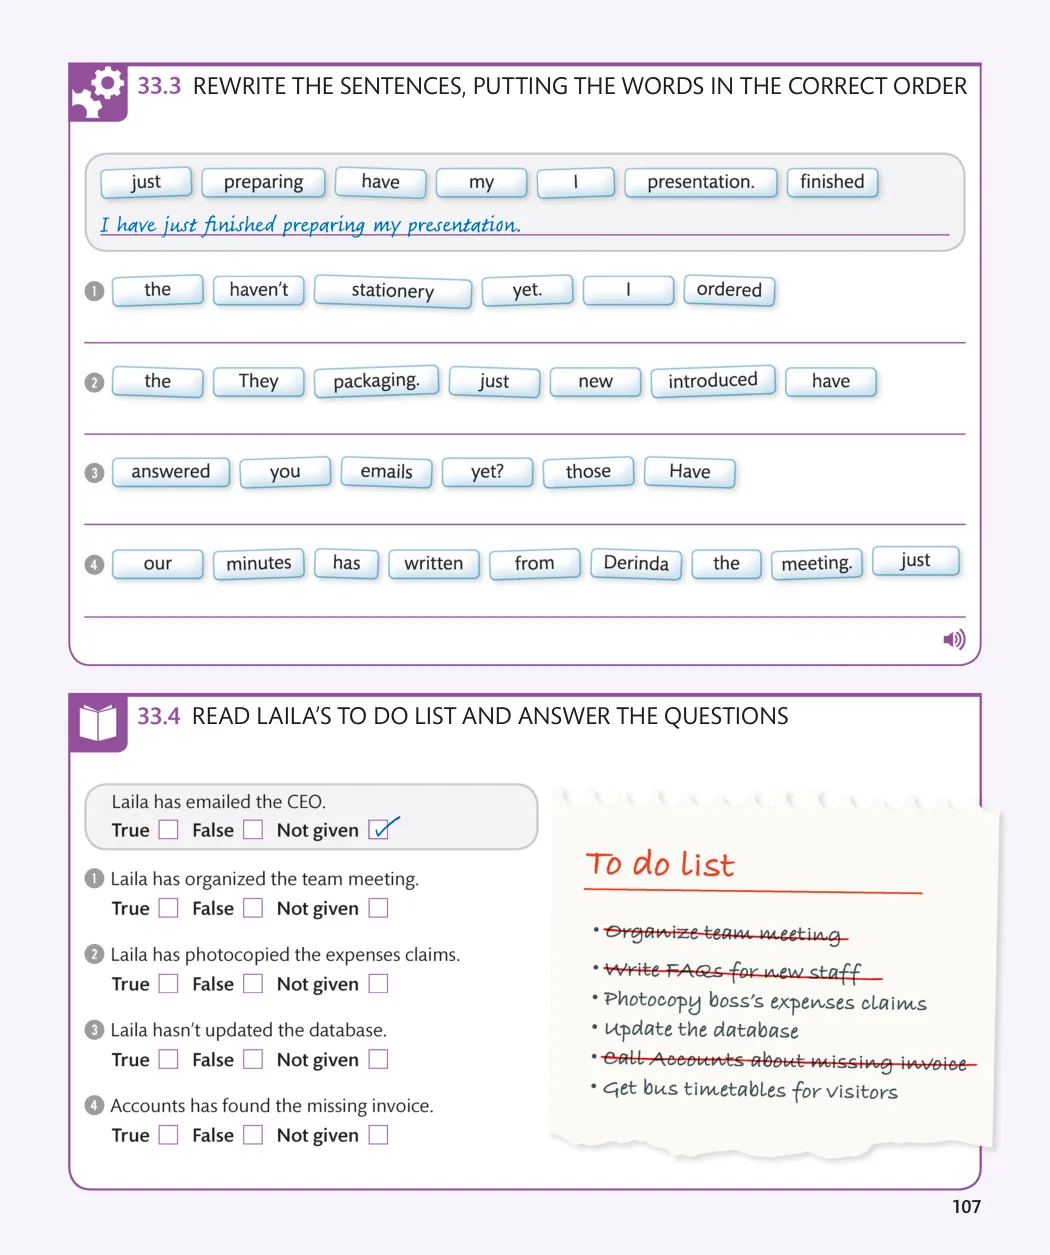 33.3 REWRITE THE SENTENCES, PUTTING THE WORDS IN THE CORRECT ORDER
just preparing have my I presentation. finished
I have just finished preparing my presentation.
1 the haven't stationery yet. I ordered
2 the They packaging. just new introduced have
3 answered you emails yet? those Have
4 our minutes has written from Derinda the meeting. just
33.4 READ LAILA'S TO DO LIST AND ANSWER THE QUESTIONS
Laila has emailed the CEO.
True False Not given
1 Laila has organized the team meeting.
True False Not given
2 Laila has photocopied the expenses claims.
True False Not given
3 Laila hasn't updated the database.
True False Not given
4 Accounts has found the missing invoice.
True False Not given
To do list
• Organize team meeting
• Write FAQs for new staff
• Photocopy boss's expenses claims
• Update the database
• Call Accounts about missing invoice
• Get bus timetables for visitors
107